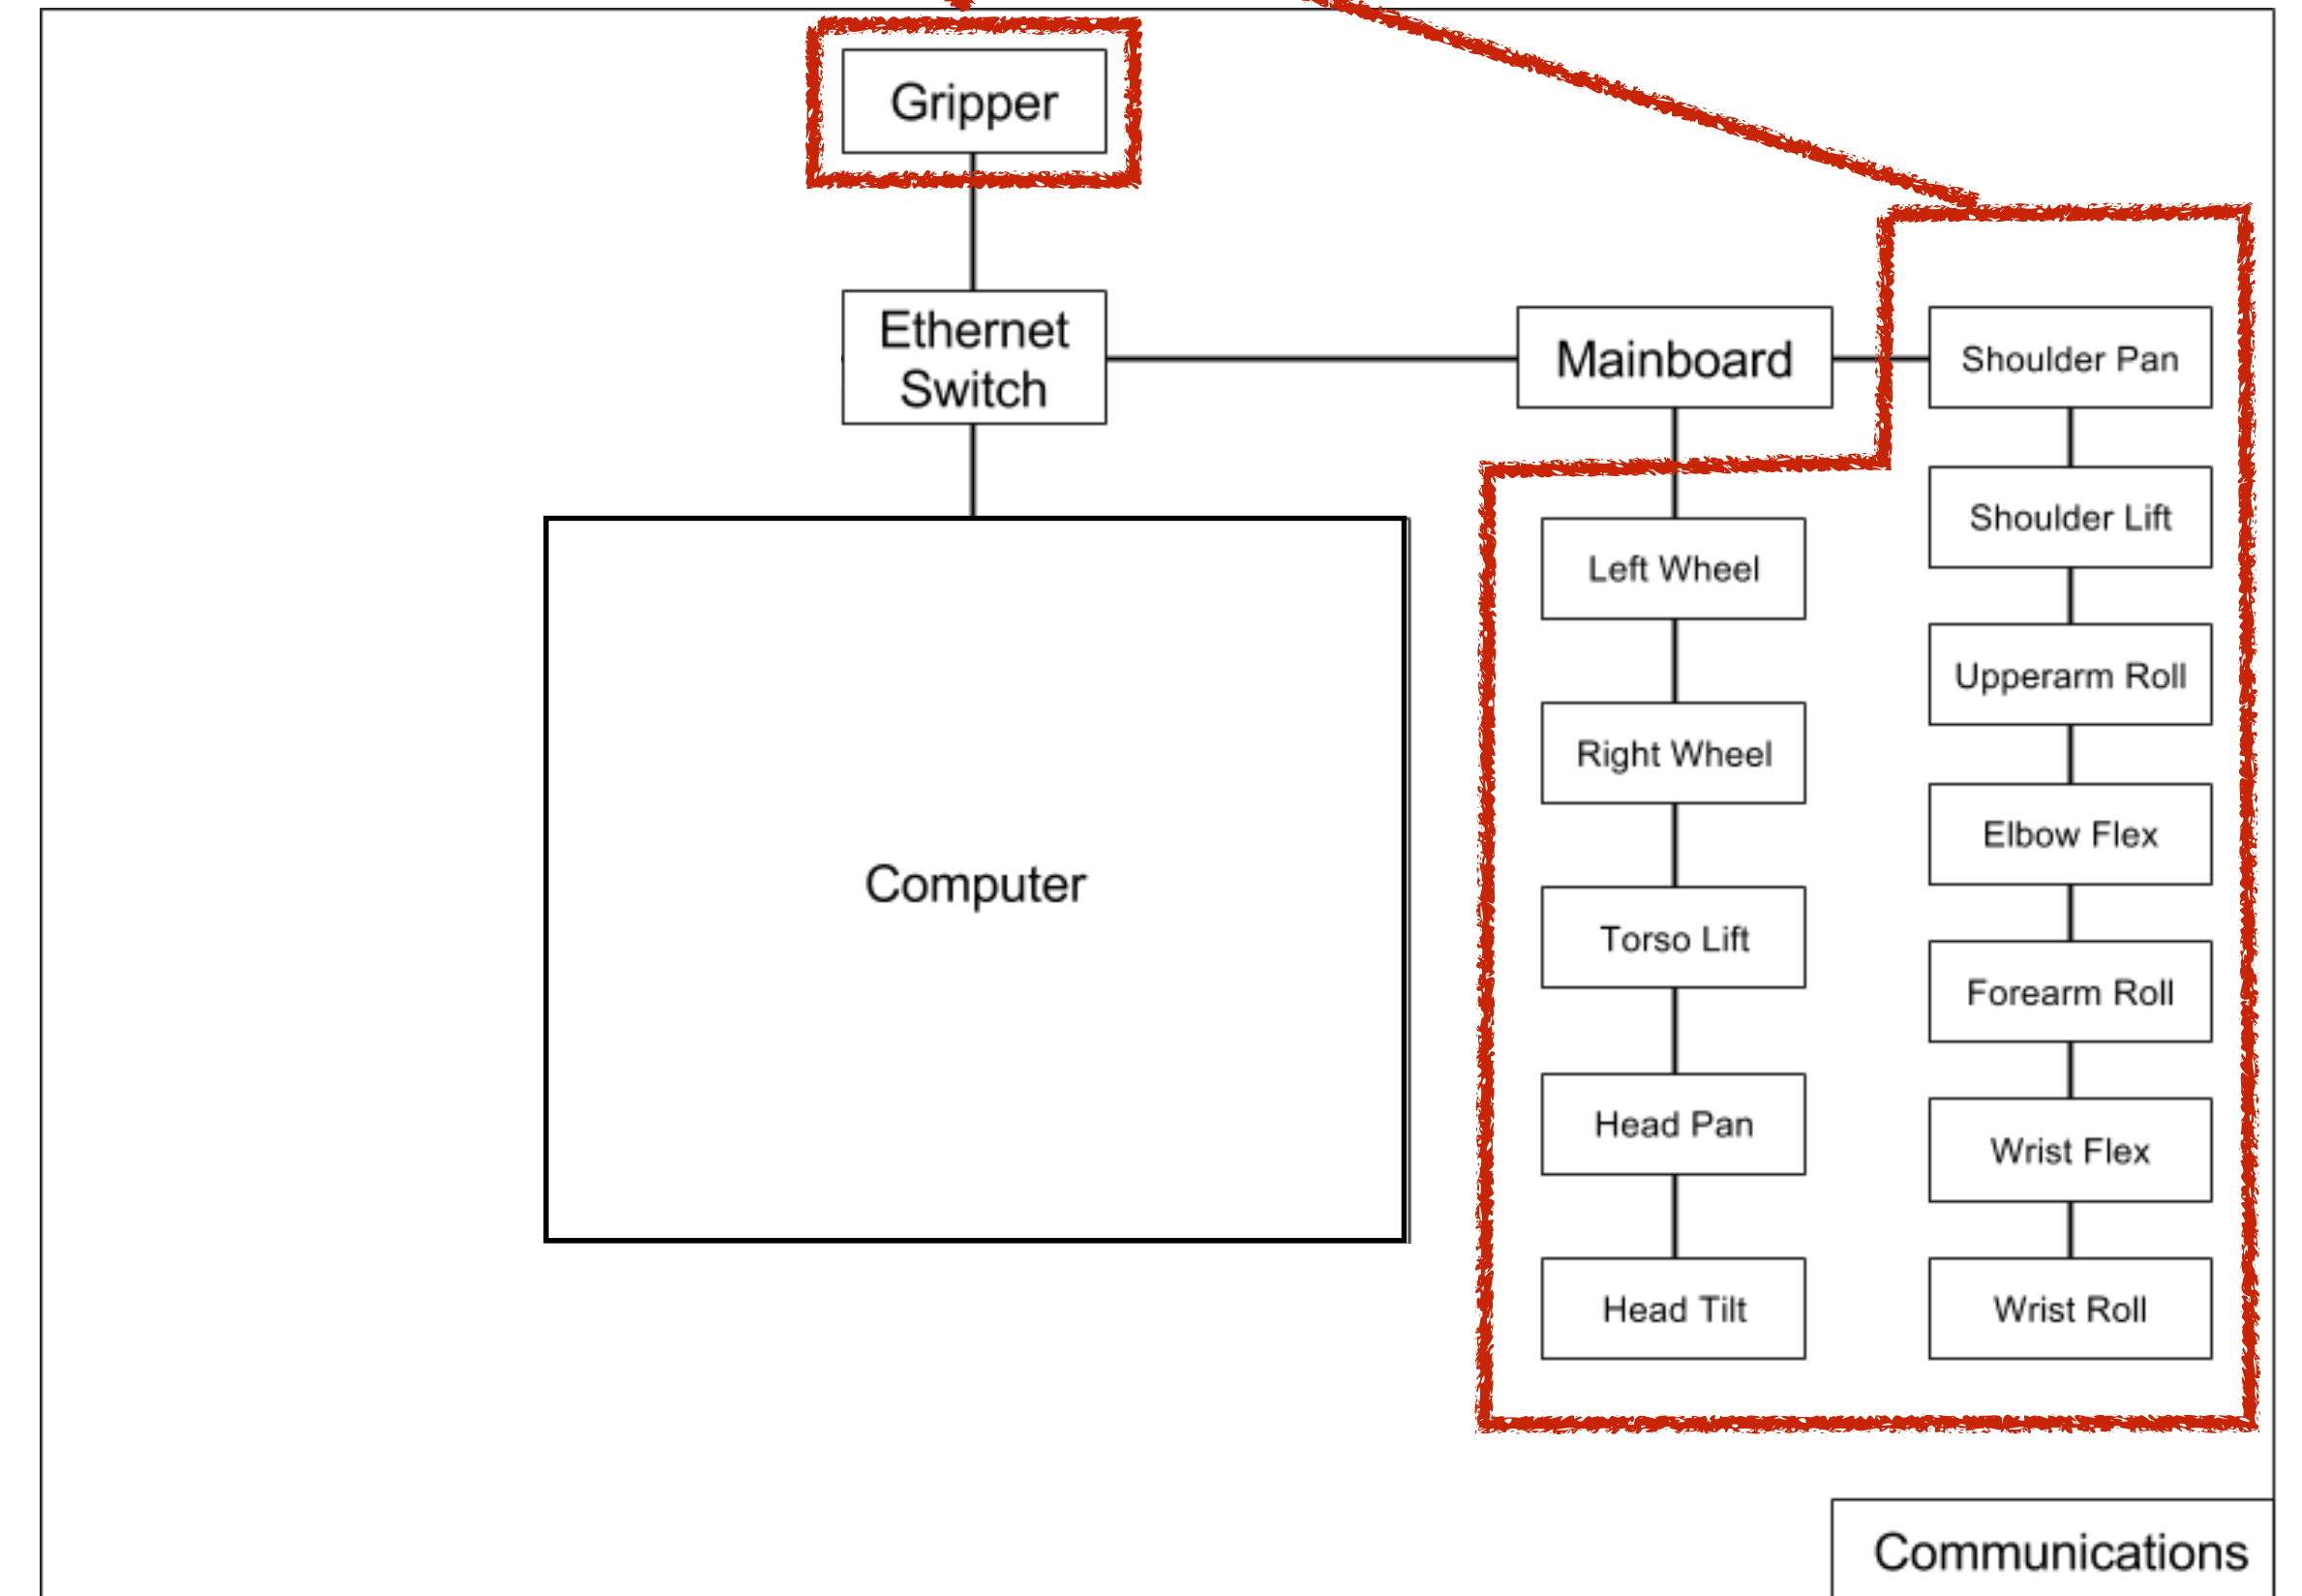 Gripper
Ethernet
Switch
Mainboard
Shoulder Pan
Shoulder Lift
Left Wheel
Upperarm Roll
Right Wheel
Elbow Flex
Computer
Torso Lift
Forearm Roll
Head Pan
Wrist Flex
Head Tilt
Wrist Roll
Communications